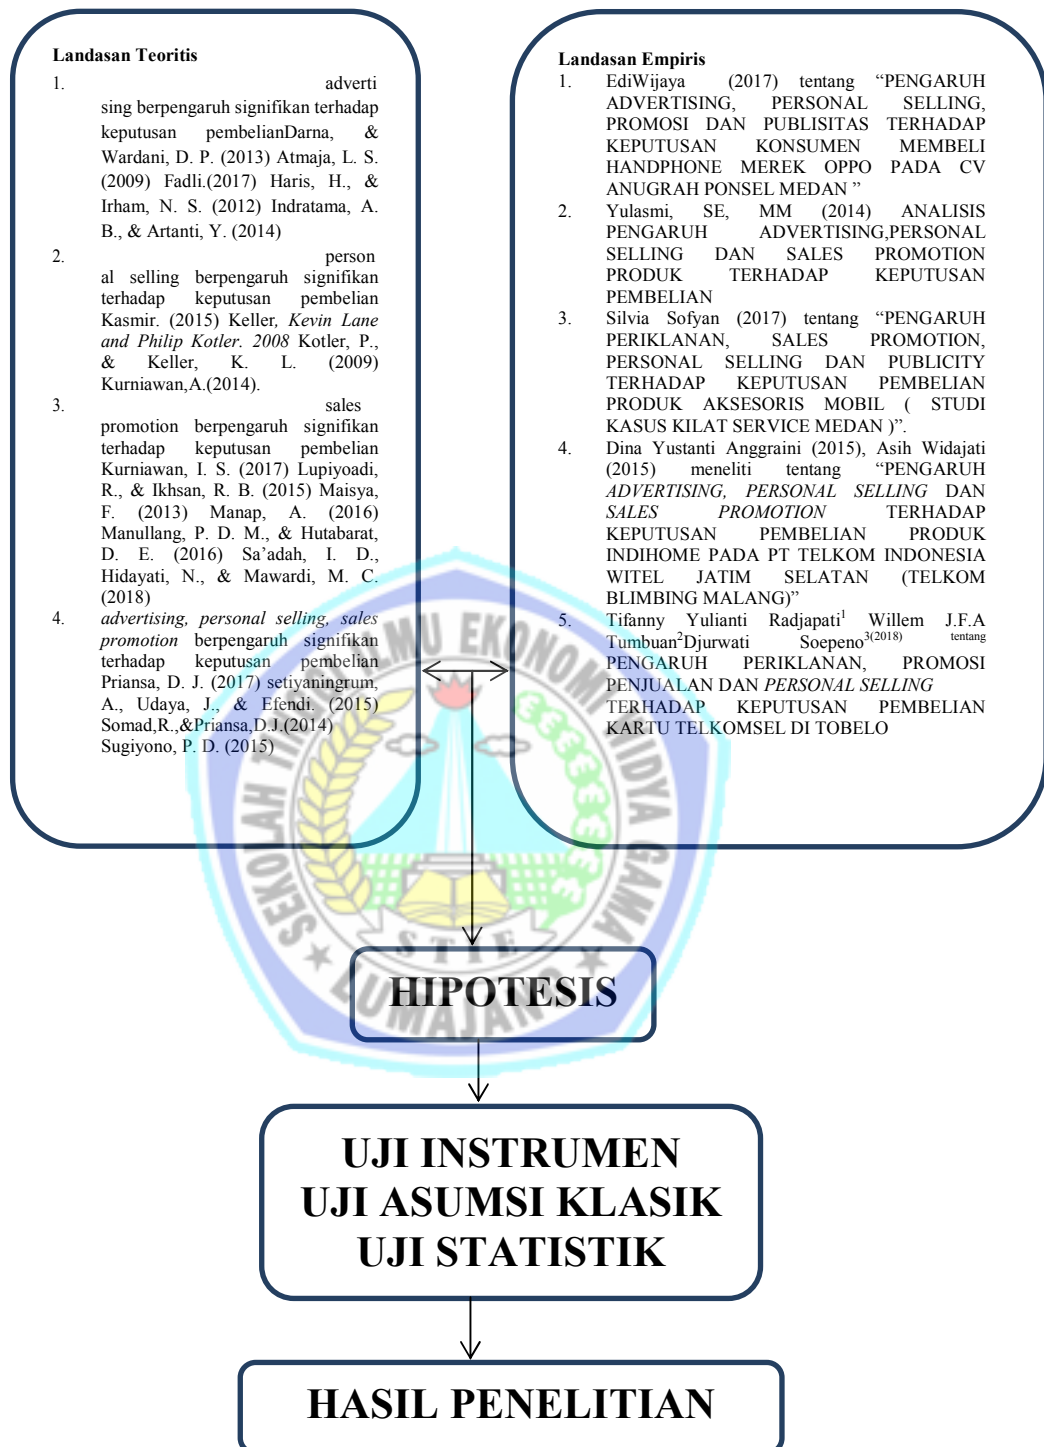 Landasan Teoritis
1. adverti
sing berpengaruh signifikan terhadap
keputusan pembelianDarna, &
Wardani, D. P. (2013) Atmaja, L. S.
(2009) Fadli.(2017) Haris, H., &
Irham, N. S. (2012) Indratama, A.
B., & Artanti, Y. (2014)
2. person
al selling berpengaruh signifikan
terhadap keputusan pembelian
Kasmir. (2015) Keller, Kevin Lane
and Philip Kotler. 2008 Kotler, P.,
& Keller, K. L. (2009)
Kurniawan,A.(2014).
3. sales
promotion berpengaruh signifikan
terhadap keputusan pembelian
Kurniawan, I. S. (2017) Lupiyoadi,
R., & Ikhsan, R. B. (2015) Maisya,
F. (2013) Manap, A. (2016)
Manullang, P. D. M., & Hutabarat,
D. E. (2016) Sa’adah, I. D.,
Hidayati, N., & Mawardi, M. C.
(2018)
4. advertising, personal selling, sales
promotion berpengaruh signifikan
terhadap keputusan pembelian
Priansa, D. J. (2017) setiyaningrum,
A., Udaya, J., & Efendi. (2015)
Somad,R.,&Priansa,D.J.(2014)
Sugiyono, P. D. (2015)
Landasan Empiris
1. EdiWijaya (2017) tentang “PENGARUH
ADVERTISING, PERSONAL SELLING,
PROMOSI DAN PUBLISITAS TERHADAP
KEPUTUSAN KONSUMEN MEMBELI
HANDPHONE MEREK OPPO PADA CV
ANUGRAH PONSEL MEDAN ”
2. Yulasmi, SE, MM (2014) ANALISIS
PENGARUH ADVERTISING,PERSONAL
SELLING DAN SALES PROMOTION
PRODUK TERHADAP KEPUTUSAN
PEMBELIAN
3. Silvia Sofyan (2017) tentang “PENGARUH
PERIKLANAN, SALES PROMOTION,
PERSONAL SELLING DAN PUBLICITY
TERHADAP KEPUTUSAN PEMBELIAN
PRODUK AKSESORIS MOBIL ( STUDI
KASUS KILAT SERVICE MEDAN )”.
4. Dina Yustanti Anggraini (2015), Asih Widajati
(2015) meneliti tentang “PENGARUH
ADVERTISING, PERSONAL SELLING DAN
SALES PROMOTION TERHADAP
KEPUTUSAN PEMBELIAN PRODUK
INDIHOME PADA PT TELKOM INDONESIA
WITEL JATIM SELATAN (TELKOM
BLIMBING MALANG)”
5. Tifanny Yulianti Radjapati¹ Willem J.F.A
Tumbuan²Djurwati Soepeno³(2018) tentang
PENGARUH PERIKLANAN, PROMOSI
PENJUALAN DAN PERSONAL SELLING
TERHADAP KEPUTUSAN PEMBELIAN
KARTU TELKOMSEL DI TOBELO
SEKOLAH TINGGI ILMU EKONOMI WIDYA GAMA
STIE
LUMAJANG
HIPOTESIS
UJI INSTRUMEN
UJI ASUMSI KLASIK
UJI STATISTIK
HASIL PENELITIAN